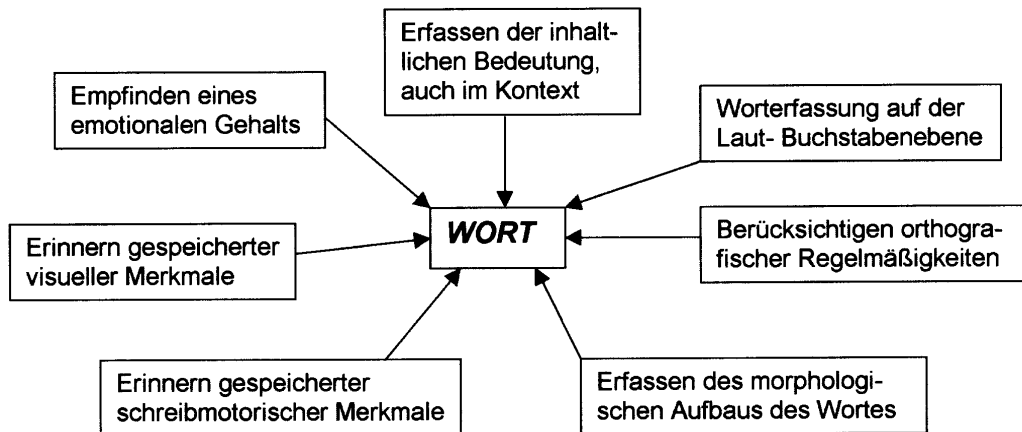 Erfassen der inhalt-
lichen Bedeutung,
auch im Kontext
Empfinden eines
emotionalen Gehalts
Worterfassung auf der
Laut- Buchstabenebene
WORT
Erinnern gespeicherter
visueller Merkmale
Berücksichtigen orthogra-
fischer Regelmäßigkeiten
Erinnern gespeicherter
schreibmotorischer Merkmale
Erfassen des morphologi-
schen Aufbaus des Wortes